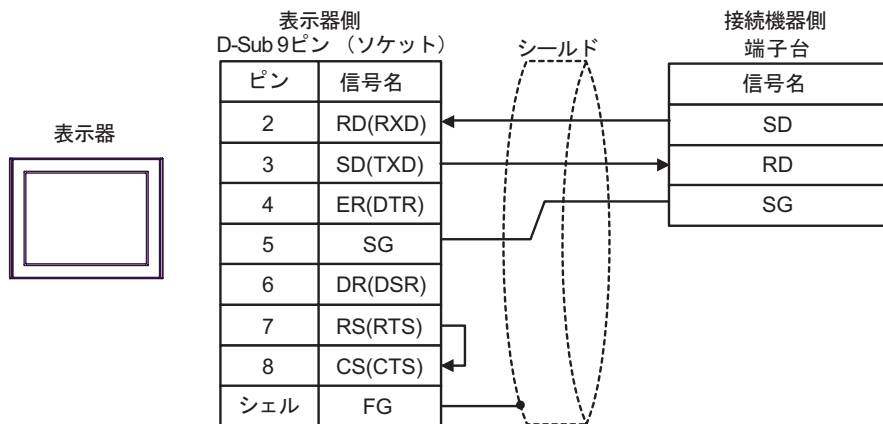 表示器側
D-Sub 9ピン （ソケット）
シールド
接続機器側
端子台
表示器
ピン 信号名
2 RD(RXD)
3 SD(TXD)
4 ER(DTR)
5 SG
6 DR(DSR)
7 RS(RTS)
8 CS(CTS)
シェル FG
信号名
SD
RD
SG